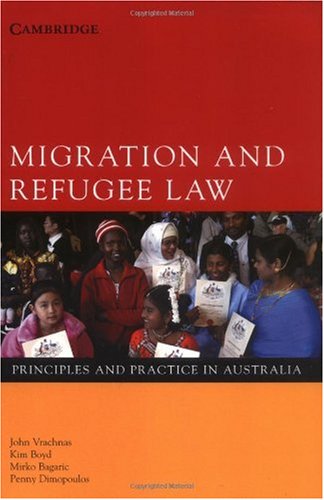 CAMBRIDGE
MIGRATION AND
REFUGEE LAW
PRINCIPLES AND PRACTICE IN AUSTRALIA
John Vrachnas
Kim Boyd
Mirko Bagaric
Penny Dimopoulos